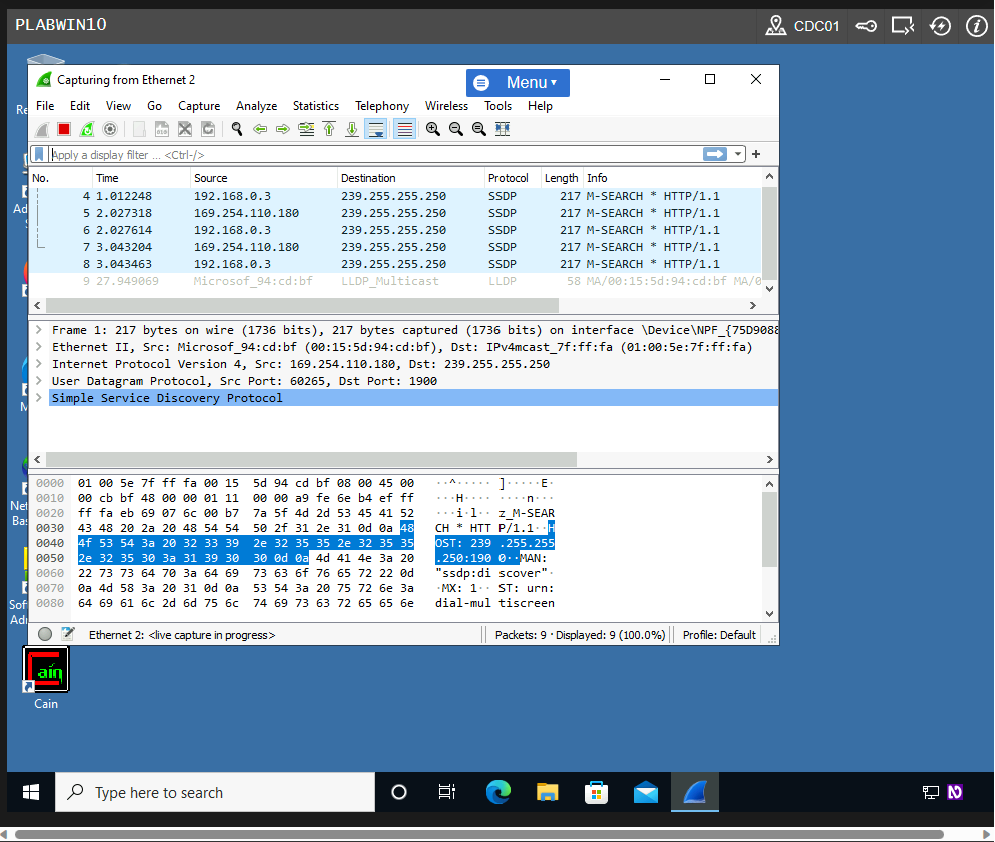 PLABWIN10
CDC01
Re
Capturing from Ethernet 2
Menu
File Edit View Go Capture Analyze Statistics Telephony Wireless Tools Help
Apply a display filter ... <Ctrl-/>
No. Time Source Destination Protocol Length Info
4 1.012248 192.168.0.3 239.255.255.250 SSDP 217 M-SEARCH * HTTP/1.1
5 2.027318 169.254.110.180 239.255.255.250 SSDP 217 M-SEARCH * HTTP/1.1
6 2.027614 192.168.0.3 239.255.255.250 SSDP 217 M-SEARCH * HTTP/1.1
7 3.043204 169.254.110.180 239.255.255.250 SSDP 217 M-SEARCH * HTTP/1.1
8 3.043463 192.168.0.3 239.255.255.250 SSDP 217 M-SEARCH * HTTP/1.1
9 27.949069 Microsof_94:cd:bf LLDP_Multicast LLDP 58 MA/00:15:5d:94:cd:bf MA/0
Frame 1: 217 bytes on wire (1736 bits), 217 bytes captured (1736 bits) on interface \Device\NPF_{75D9088
Ethernet II, Src: Microsof_94:cd:bf (00:15:5d:94:cd:bf), Dst: IPv4mcast_7f:ff:fa (01:00:5e:7f:ff:fa)
Internet Protocol Version 4, Src: 169.254.110.180, Dst: 239.255.255.250
User Datagram Protocol, Src Port: 60265, Dst Port: 1900
Simple Service Discovery Protocol
0000 01 00 5e 7f ff fa 00 15 5d 94 cd bf 08 00 45 00 ··^····· ]·····E·
0010 00 cb bf 48 00 00 01 11 00 00 a9 fe 6e b4 ef ff ···H···· ····n···
0020 ff fa eb 69 07 6c 00 b7 7a 5f 4d 2d 53 45 41 52 ···i·l·· z_M-SEAR
0030 43 48 20 2a 20 48 54 54 50 2f 31 2e 31 0d 0a 48 CH * HTT P/1.1··H
0040 4f 53 54 3a 20 32 33 39 2e 32 35 35 2e 32 35 35 OST: 239 .255.255
0050 2e 32 35 30 3a 31 39 30 30 0d 0a 4d 41 4e 3a 20 .250:190 0··MAN:
0060 22 73 73 64 70 3a 64 69 73 63 6f 76 65 72 22 0d "ssdp:di scover"·
0070 0a 4d 58 3a 20 31 0d 0a 53 54 3a 20 75 72 6e 3a ·MX: 1·· ST: urn:
0080 64 69 61 6c 2d 6d 75 6c 74 69 73 63 72 65 65 6e dial-mul tiscreen
Ethernet 2: <live capture in progress>
Packets: 9 · Displayed: 9 (100.0%)
Profile: Default
Ad
S
M
Net
Bas
Soft
Adr
ain
Cain
Type here to search